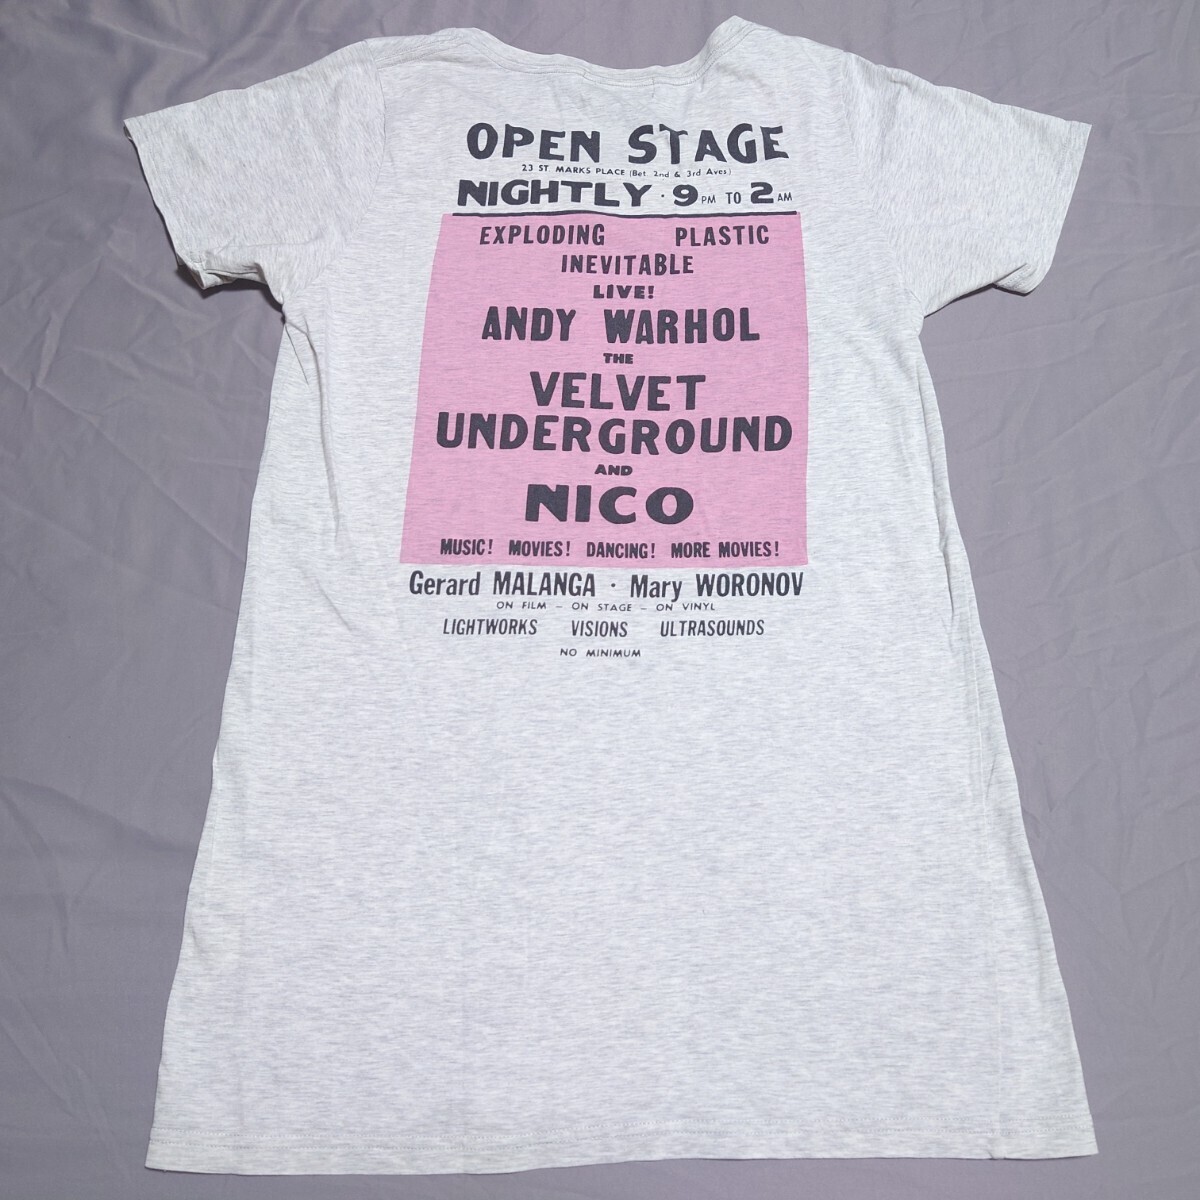 OPEN STAGE
23 ST MARKS PLACE (Bet. 2nd & 3rd Aves)
NIGHTLY · 9 PM TO 2 AM
EXPLODING PLASTIC
INEVITABLE
LIVE!
ANDY WARHOL
THE
VELVET
UNDERGROUND
AND
NICO
MUSIC! MOVIES! DANCING! MORE MOVIES!
Gerard MALANGA · Mary WORONOV
ON FILM – ON STAGE – ON VINYL
LIGHTWORKS VISIONS ULTRASOUNDS
NO MINIMUM